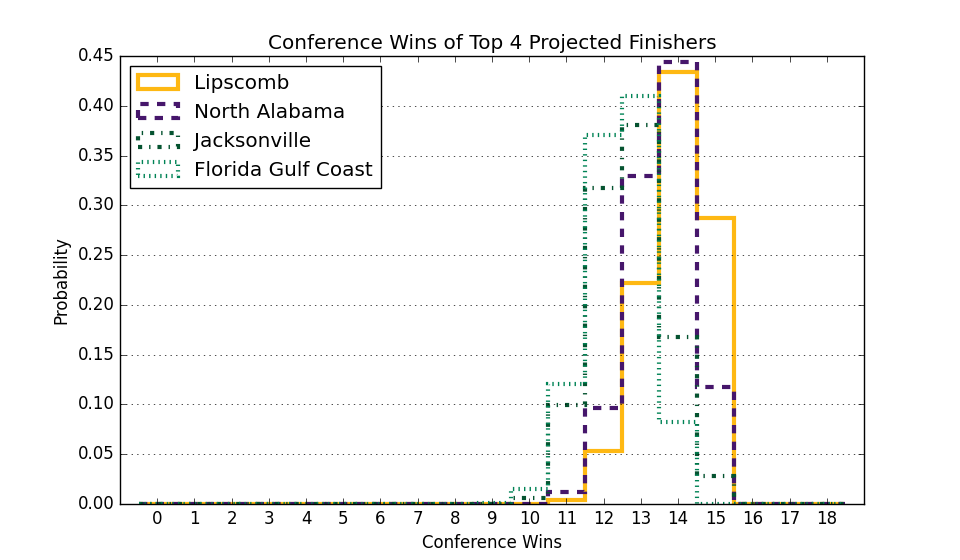 Conference Wins of Top 4 Projected Finishers
0.45
0.40
0.35
0.30
0.25
0.20
0.15
0.10
0.05
0.00
Probability
Lipscomb
North Alabama
Jacksonville
Florida Gulf Coast
0 1 2 3 4 5 6 7 8 9 10 11 12 13 14 15 16 17 18
Conference Wins